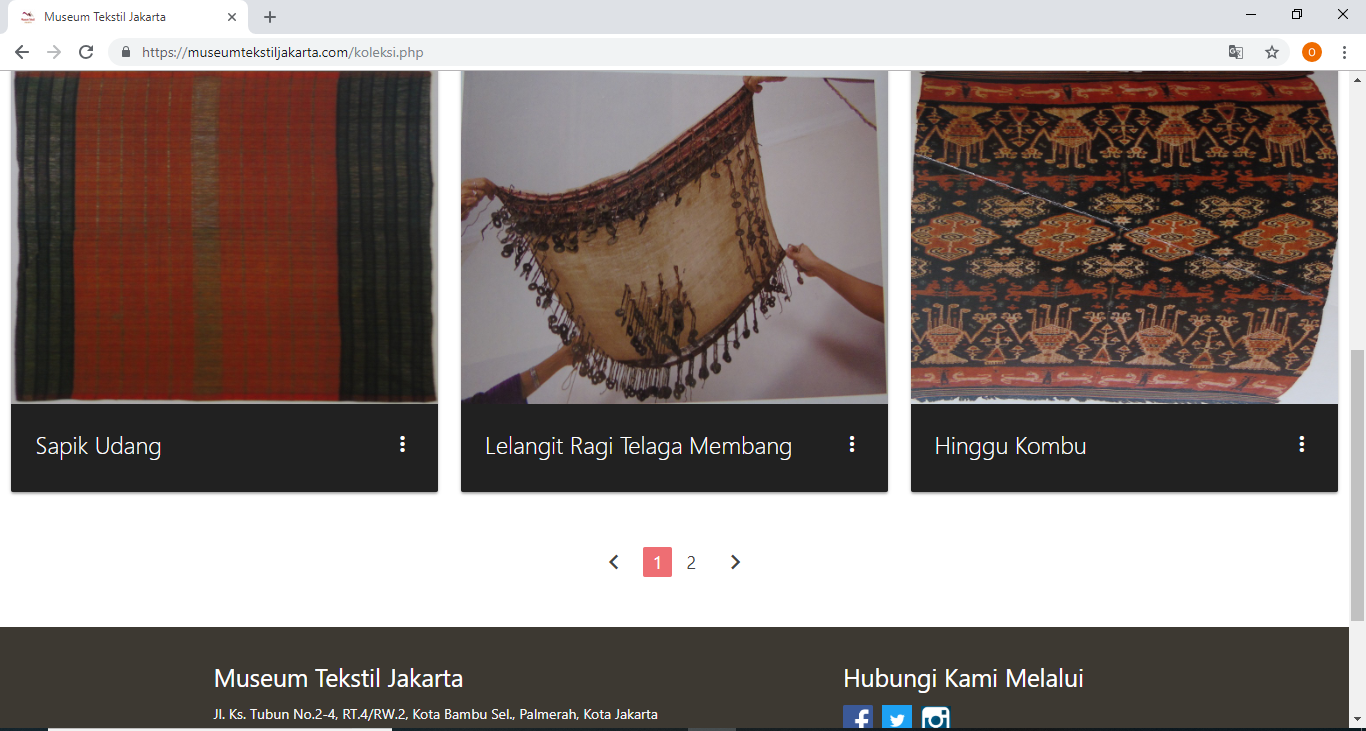 Museum Tekstil Jakarta
https://museumtekstiljakarta.com/koleksi.php
O
Sapik Udang
Lelangit Ragi Telaga Membang
Hinggu Kombu
1 2
Museum Tekstil Jakarta
Hubungi Kami Melalui
Jl. Ks. Tubun No.2-4, RT.4/RW.2, Kota Bambu Sel., Palmerah, Kota Jakarta